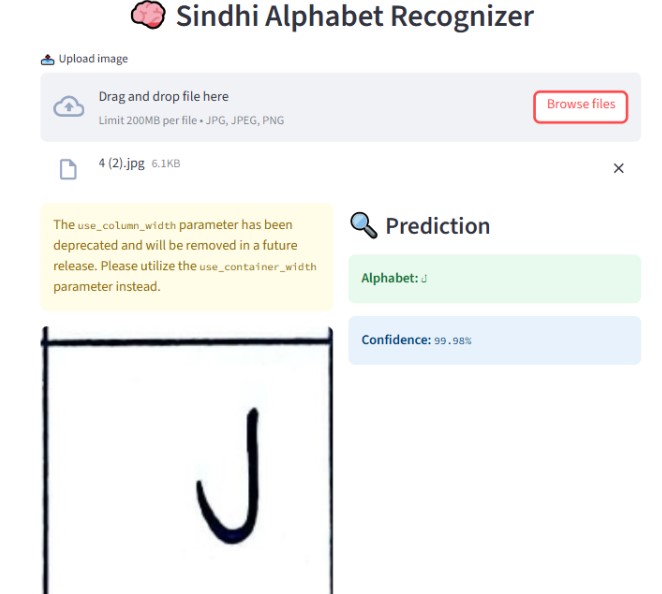 🧠 Sindhi Alphabet Recognizer
📤 Upload image
Drag and drop file here
Limit 200MB per file • JPG, JPEG, PNG
Browse files
4 (2).jpg 6.1KB
The use_column_width parameter has been
deprecated and will be removed in a future
release. Please utilize the use_container_width
parameter instead.
🔍 Prediction
Alphabet: ل
Confidence: 99.98%
ل